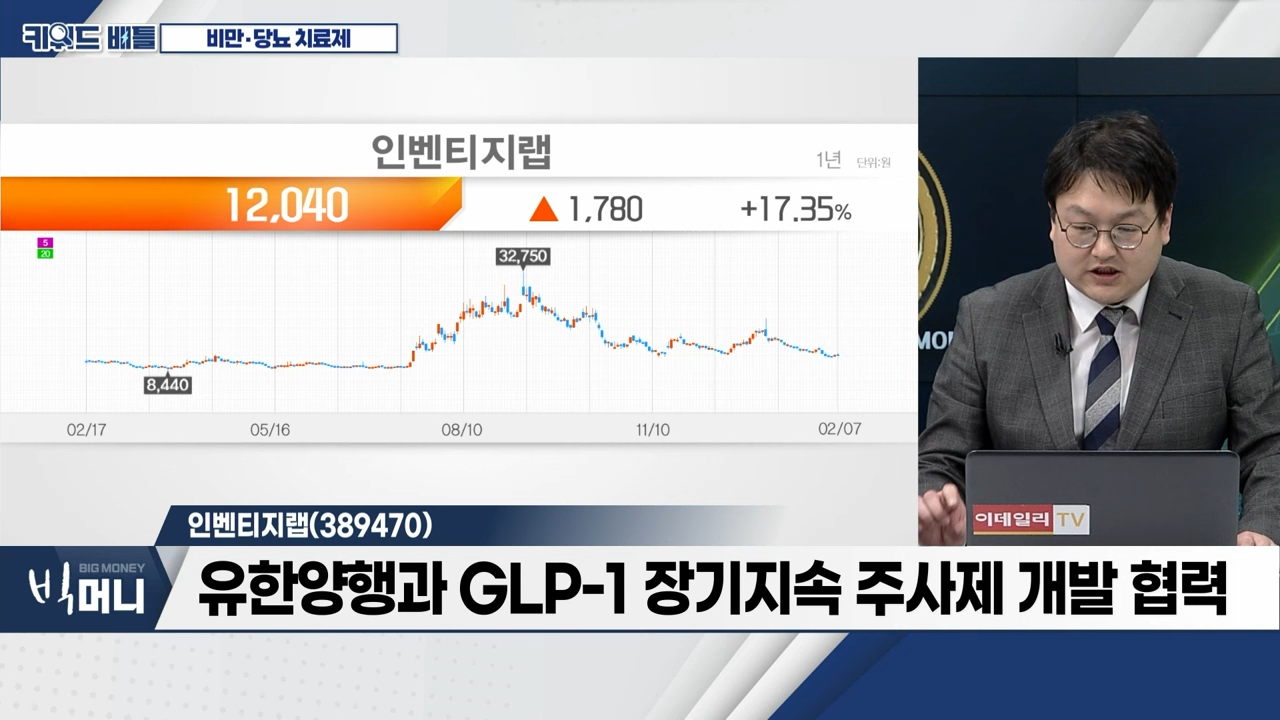 키워드 배틀
비만·당뇨 치료제
인벤티지랩
1년 단위:원
12,040 ▲ 1,780 +17.35%
5
20
32,750
8,440
02/17 05/16 08/10 11/10 02/07
이데일리 TV
인벤티지랩(389470)
BIG MONEY
빅머니
유한양행과 GLP-1 장기지속 주사제 개발 협력